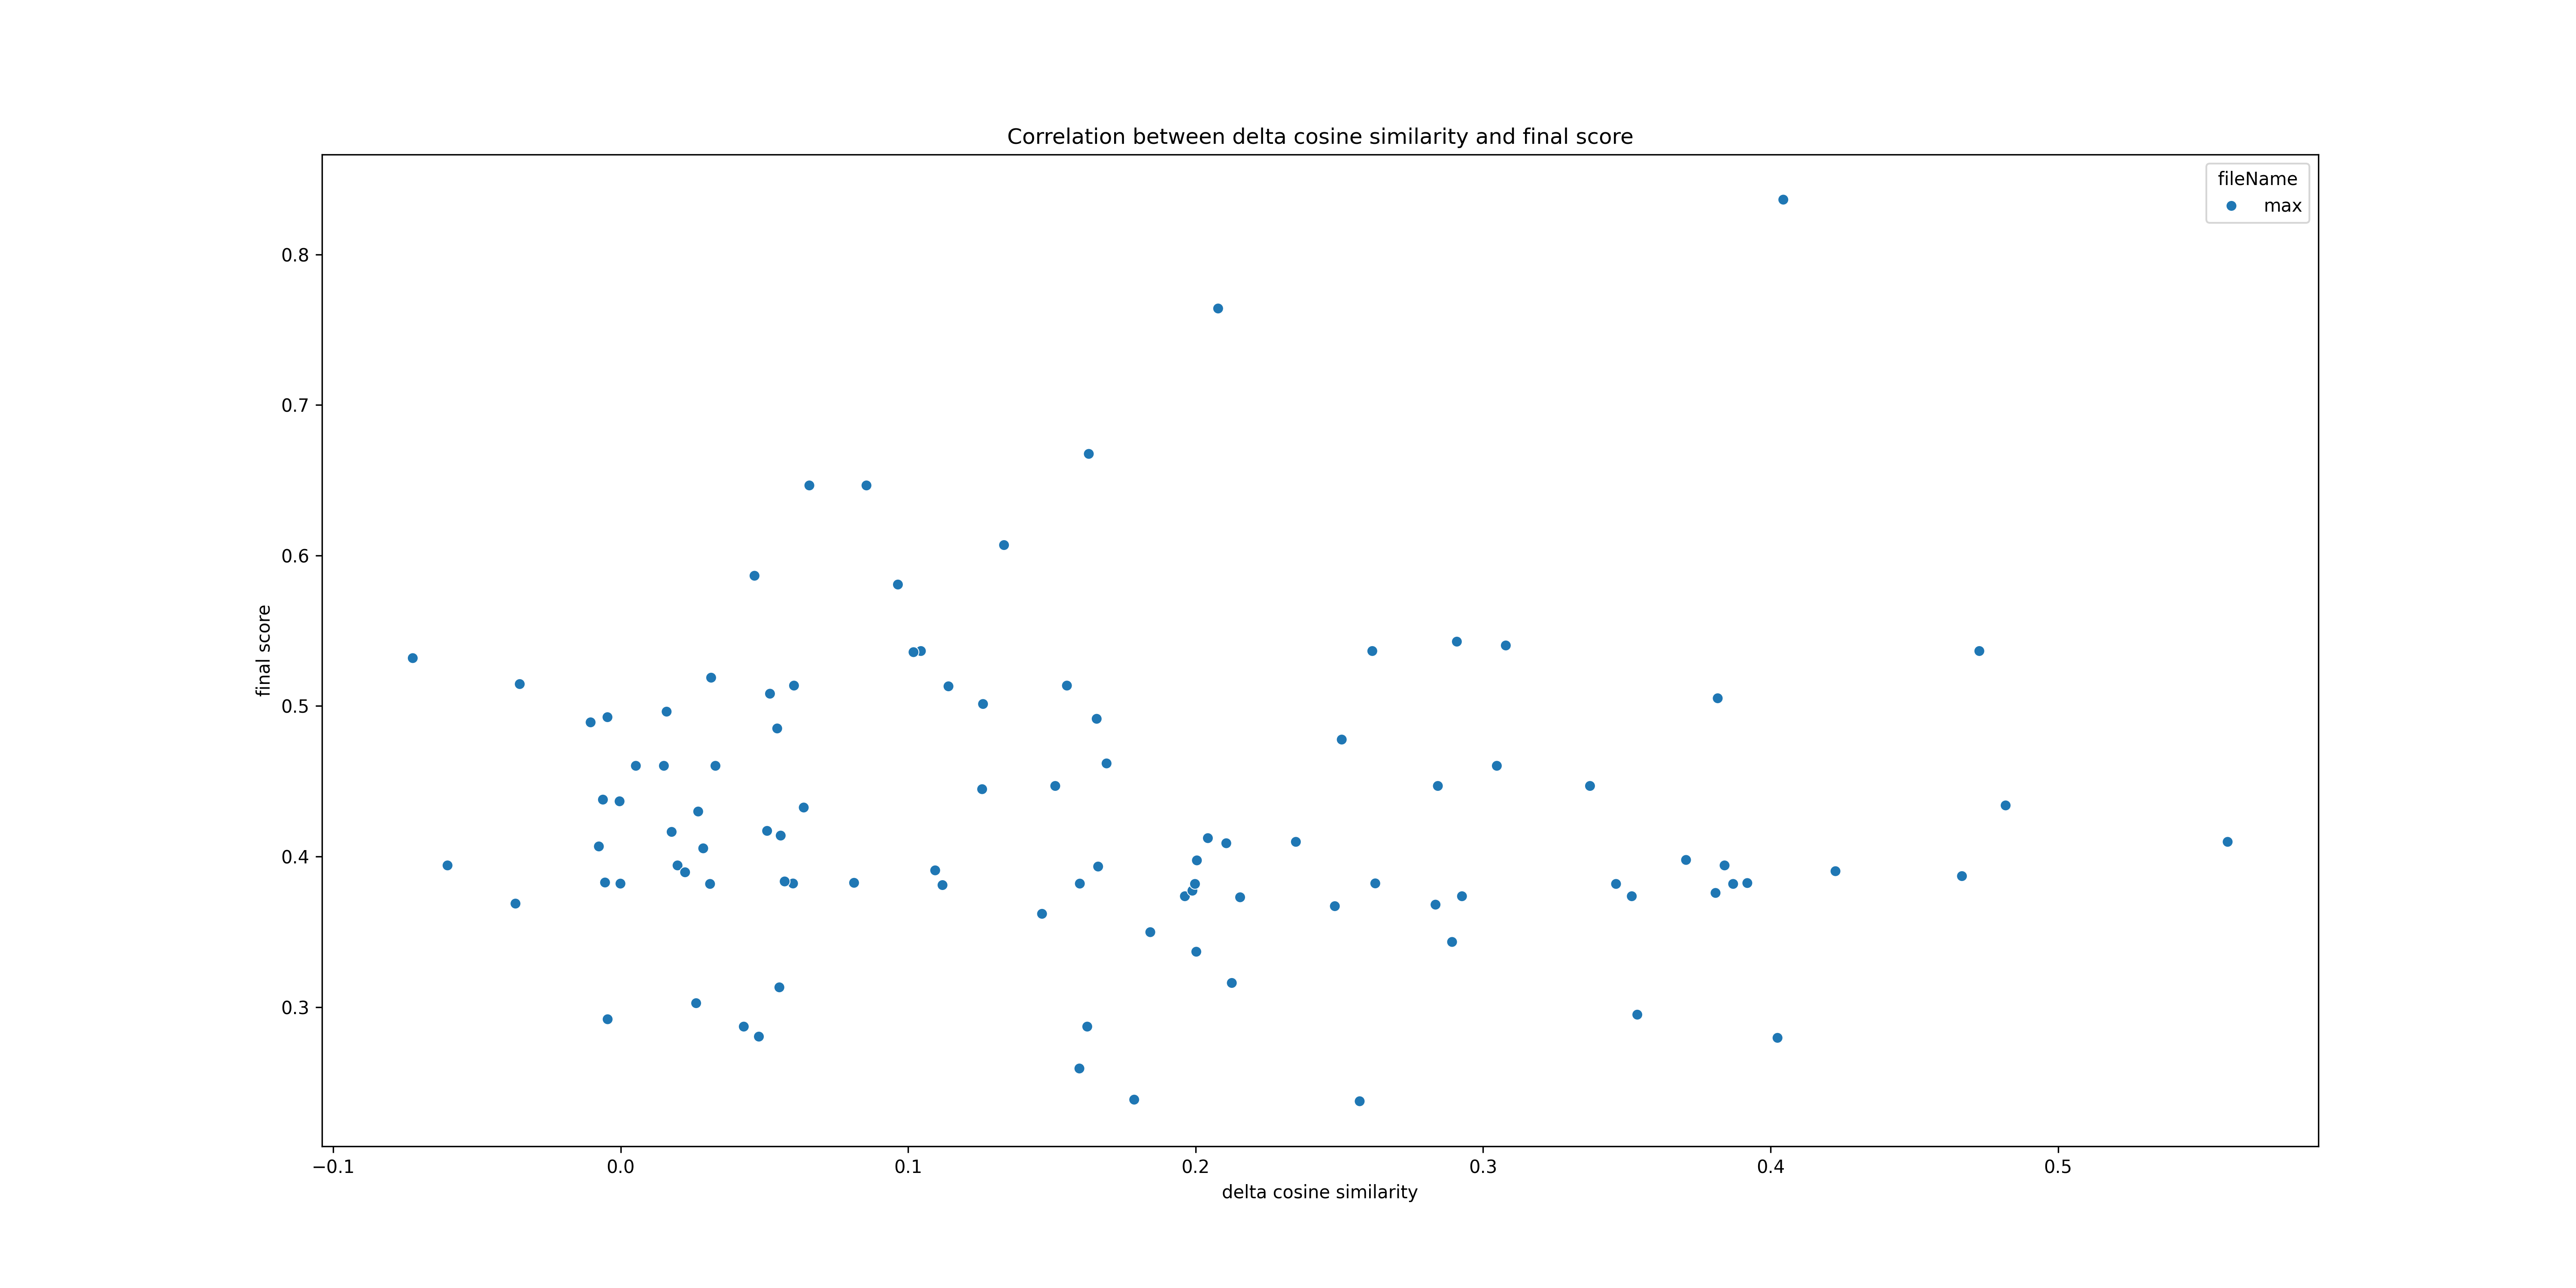 Correlation between delta cosine similarity and final score
fileName
max
0.8
0.7
0.6
0.5
0.4
0.3
final score
−0.1 0.0 0.1 0.2 0.3 0.4 0.5
delta cosine similarity